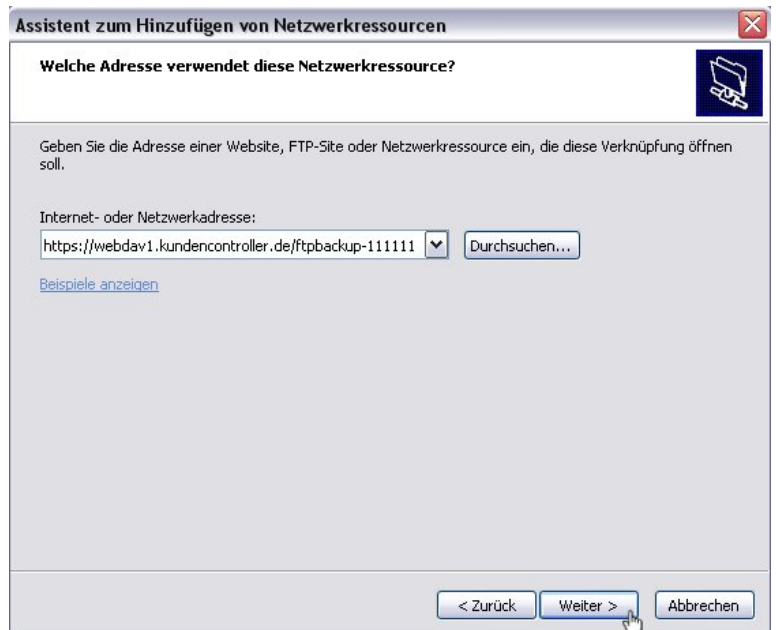 Assistent zum Hinzufügen von Netzwerkressourcen
Welche Adresse verwendet diese Netzwerkressource?
Geben Sie die Adresse einer Website, FTP-Site oder Netzwerkressource ein, die diese Verknüpfung öffnen
soll.
Internet- oder Netzwerkadresse:
https://webdav1.kundencontroller.de/ftpbackup-111111 Durchsuchen...
Beispiele anzeigen
< Zurück Weiter > Abbrechen